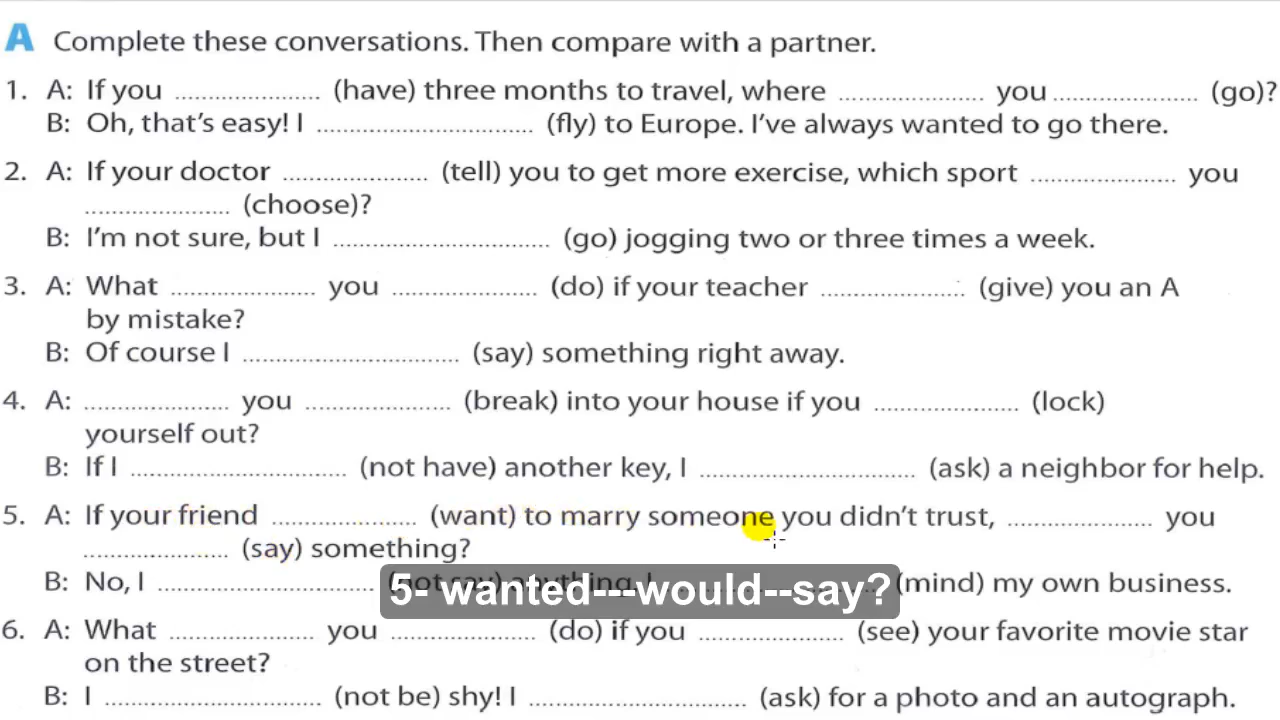 A Complete these conversations. Then compare with a partner.
1. A: If you ..................... (have) three months to travel, where ..................... you ..................... (go)?
B: Oh, that's easy! I ................................ (fly) to Europe. I've always wanted to go there.
2. A: If your doctor ..................... (tell) you to get more exercise, which sport ..................... you
..................... (choose)?
B: I'm not sure, but I ................................ (go) jogging two or three times a week.
3. A: What ..................... you ..................... (do) if your teacher ..................... (give) you an A
by mistake?
B: Of course I ................................ (say) something right away.
4. A: ..................... you ..................... (break) into your house if you ..................... (lock)
yourself out?
B: If I ................................ (not have) another key, I ................................ (ask) a neighbor for help.
5. A: If your friend ..................... (want) to marry someone you didn't trust, ..................... you
..................... (say) something?
B: No, I ................................ (not say) anything. I ................................ (mind) my own business.
5- wanted---would--say?
6. A: What ..................... you ..................... (do) if you ..................... (see) your favorite movie star
on the street?
B: I ................................ (not be) shy! I ................................ (ask) for a photo and an autograph.